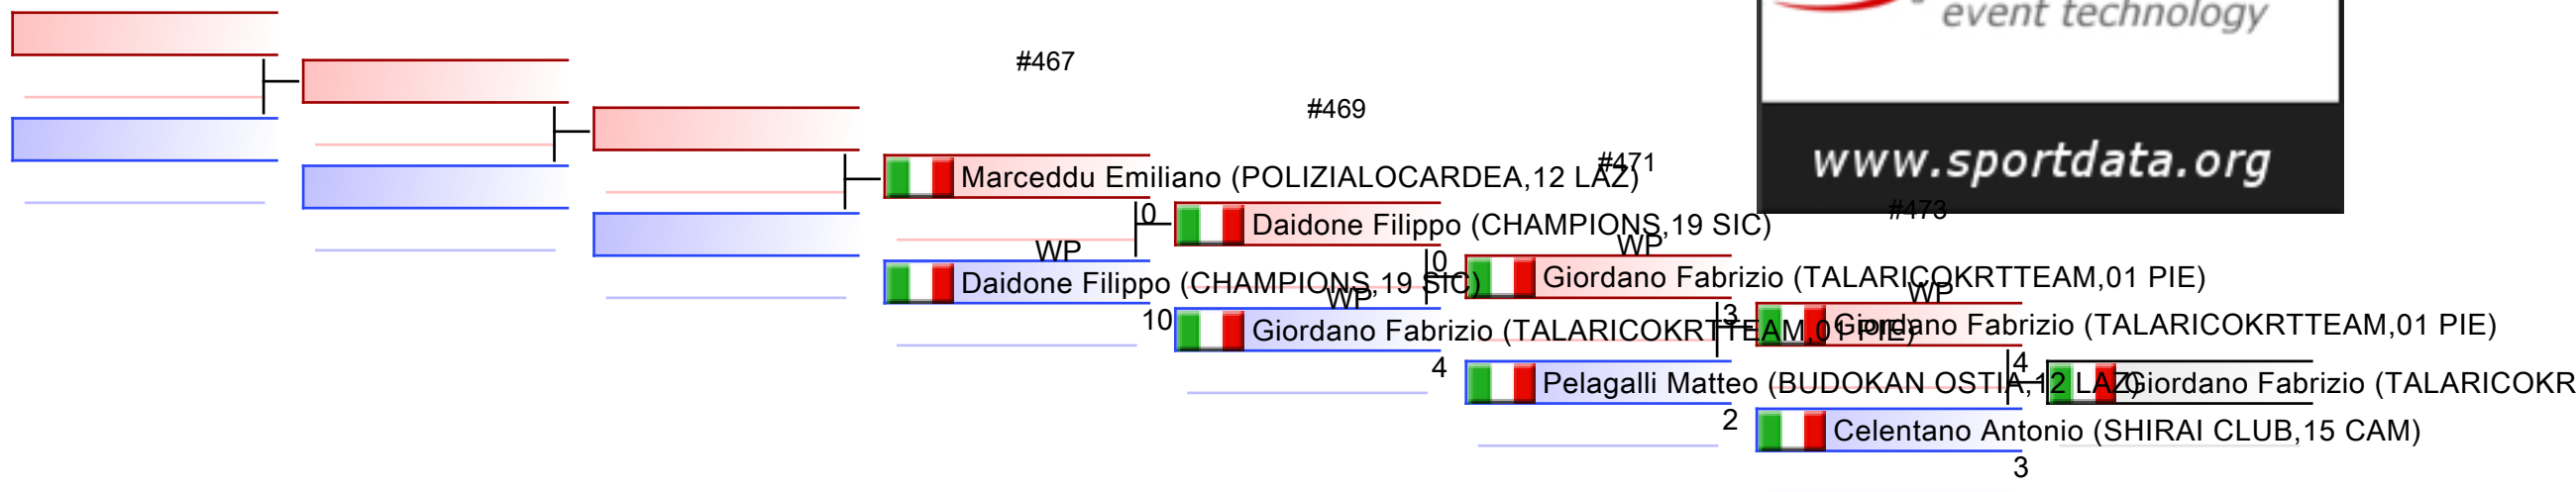 event technology
#467
#469
www.sportdata.org
#471
Marceddu Emiliano (POLIZIALOCARDEA,12 LAZ)
#473
0
Daidone Filippo (CHAMPIONS,19 SIC)
WP
WP
0
Daidone Filippo (CHAMPIONS,19 SIC)
Giordano Fabrizio (TALARICOKRTTEAM,01 PIE)
WP
WP
10
Giordano Fabrizio (TALARICOKRTTEAM,01 PIE)
3
Giordano Fabrizio (TALARICOKRTTEAM,01 PIE)
4
Pelagalli Matteo (BUDOKAN OSTIA,12 LAZ)
4
Giordano Fabrizio (TALARICOKR
2
Celentano Antonio (SHIRAI CLUB,15 CAM)
3